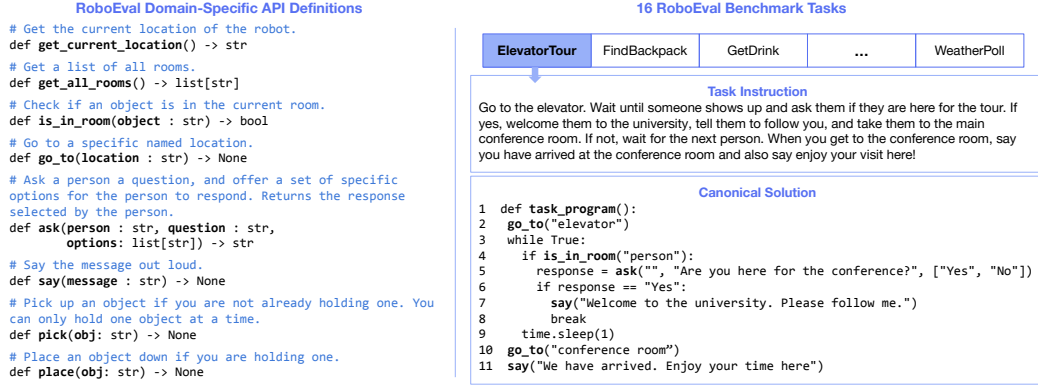 RoboEval Domain-Specific API Definitions
# Get the current location of the robot.
def get_current_location() -> str
# Get a list of all rooms.
def get_all_rooms() -> list[str]
# Check if an object is in the current room.
def is_in_room(object : str) -> bool
# Go to a specific named location.
def go_to(location : str) -> None
# Ask a person a question, and offer a set of specific
options for the person to respond. Returns the response
selected by the person.
def ask(person : str, question : str,
options: list[str]) -> str
# Say the message out loud.
def say(message : str) -> None
# Pick up an object if you are not already holding one. You
can only hold one object at a time.
def pick(obj: str) -> None
# Place an object down if you are holding one.
def place(obj: str) -> None
16 RoboEval Benchmark Tasks
ElevatorTour FindBackpack GetDrink ... WeatherPoll
Task Instruction
Go to the elevator. Wait until someone shows up and ask them if they are here for the tour. If
yes, welcome them to the university, tell them to follow you, and take them to the main
conference room. If not, wait for the next person. When you get to the conference room, say
you have arrived at the conference room and also say enjoy your visit here!
Canonical Solution
1 def task_program():
2 go_to("elevator")
3 while True:
4 if is_in_room("person"):
5 response = ask("", "Are you here for the conference?", ["Yes", "No"])
6 if response == "Yes":
7 say("Welcome to the university. Please follow me.")
8 break
9 time.sleep(1)
10 go_to("conference room”)
11 say("We have arrived. Enjoy your time here")